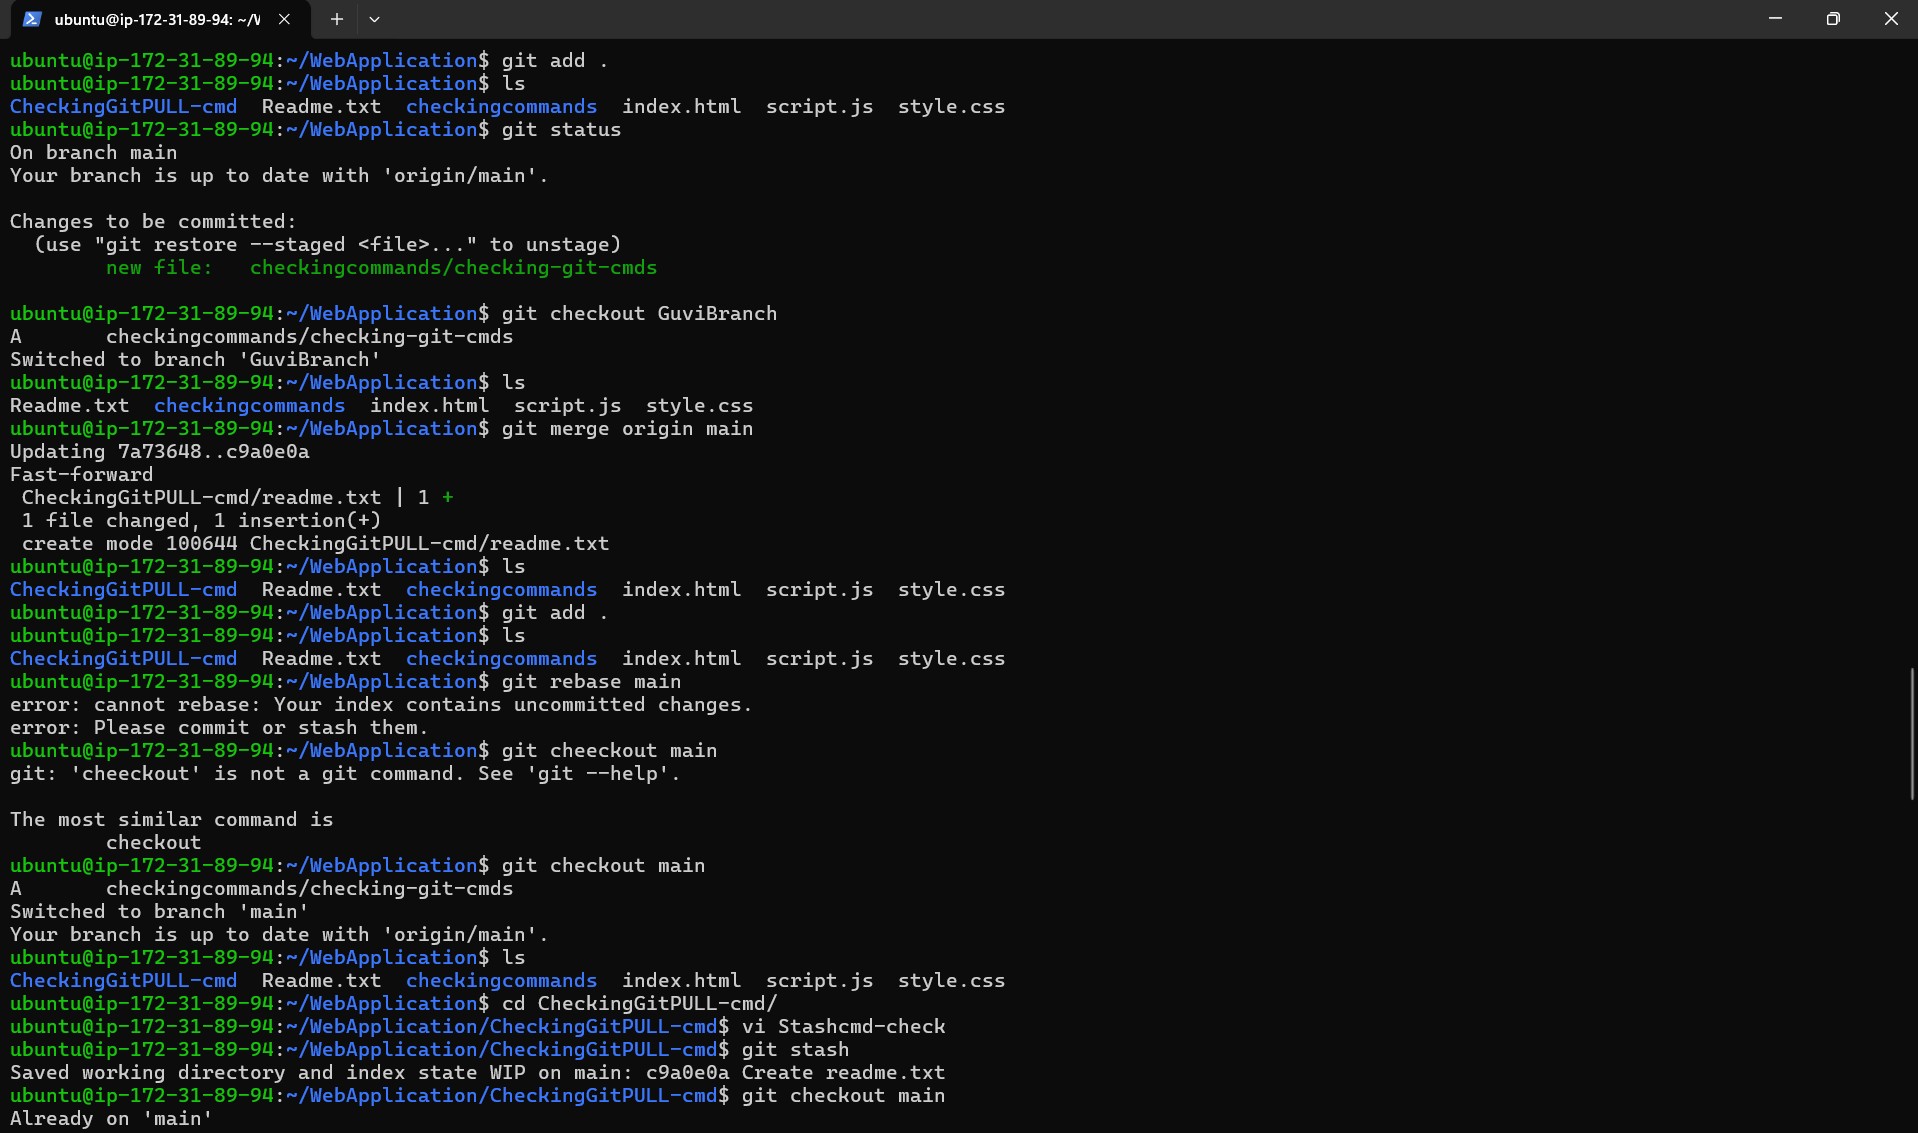 ubuntu@ip-172-31-89-94: ~/W
ubuntu@ip-172-31-89-94:~/WebApplication$ git add .
ubuntu@ip-172-31-89-94:~/WebApplication$ ls
CheckingGitPULL-cmd  Readme.txt  checkingcommands  index.html  script.js  style.css
ubuntu@ip-172-31-89-94:~/WebApplication$ git status
On branch main
Your branch is up to date with 'origin/main'.
Changes to be committed:
  (use "git restore --staged <file>..." to unstage)
        new file:   checkingcommands/checking-git-cmds
ubuntu@ip-172-31-89-94:~/WebApplication$ git checkout GuviBranch
A       checkingcommands/checking-git-cmds
Switched to branch 'GuviBranch'
ubuntu@ip-172-31-89-94:~/WebApplication$ ls
Readme.txt  checkingcommands  index.html  script.js  style.css
ubuntu@ip-172-31-89-94:~/WebApplication$ git merge origin main
Updating 7a73648..c9a0e0a
Fast-forward
 CheckingGitPULL-cmd/readme.txt | 1 +
 1 file changed, 1 insertion(+)
 create mode 100644 CheckingGitPULL-cmd/readme.txt
ubuntu@ip-172-31-89-94:~/WebApplication$ ls
CheckingGitPULL-cmd  Readme.txt  checkingcommands  index.html  script.js  style.css
ubuntu@ip-172-31-89-94:~/WebApplication$ git add .
ubuntu@ip-172-31-89-94:~/WebApplication$ ls
CheckingGitPULL-cmd  Readme.txt  checkingcommands  index.html  script.js  style.css
ubuntu@ip-172-31-89-94:~/WebApplication$ git rebase main
error: cannot rebase: Your index contains uncommitted changes.
error: Please commit or stash them.
ubuntu@ip-172-31-89-94:~/WebApplication$ git cheeckout main
git: 'cheeckout' is not a git command. See 'git --help'.
The most similar command is
        checkout
ubuntu@ip-172-31-89-94:~/WebApplication$ git checkout main
A       checkingcommands/checking-git-cmds
Switched to branch 'main'
Your branch is up to date with 'origin/main'.
ubuntu@ip-172-31-89-94:~/WebApplication$ ls
CheckingGitPULL-cmd  Readme.txt  checkingcommands  index.html  script.js  style.css
ubuntu@ip-172-31-89-94:~/WebApplication$ cd CheckingGitPULL-cmd/
ubuntu@ip-172-31-89-94:~/WebApplication/CheckingGitPULL-cmd$ vi Stashcmd-check
ubuntu@ip-172-31-89-94:~/WebApplication/CheckingGitPULL-cmd$ git stash
Saved working directory and index state WIP on main: c9a0e0a Create readme.txt
ubuntu@ip-172-31-89-94:~/WebApplication/CheckingGitPULL-cmd$ git checkout main
Already on 'main'